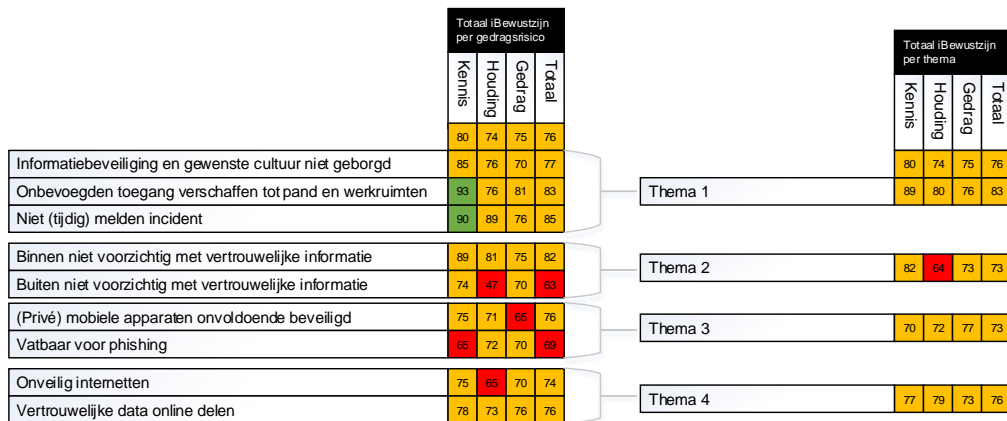 Totaal iBewustzijn
per gedragsrisico
Kennis Houding Gedrag Totaal
80 74 75 76
Informatiebeveiliging en gewenste cultuur niet geborgd 85 76 70 77
Onbevoegden toegang verschaffen tot pand en werkruimten 93 76 81 83
Niet (tijdig) melden incident 90 89 76 85
Binnen niet voorzichtig met vertrouwelijke informatie 89 81 75 82
Buiten niet voorzichtig met vertrouwelijke informatie 74 47 70 63
(Privé) mobiele apparaten onvoldoende beveiligd 75 71 65 76
Vatbaar voor phishing 65 72 70 69
Onveilig internetten 75 65 70 74
Vertrouwelijke data online delen 78 73 76 76
Totaal iBewustzijn
per thema
Kennis Houding Gedrag Totaal
80 74 75 76
Thema 1 89 80 76 83
Thema 2 82 64 73 73
Thema 3 70 72 77 73
Thema 4 77 79 73 76